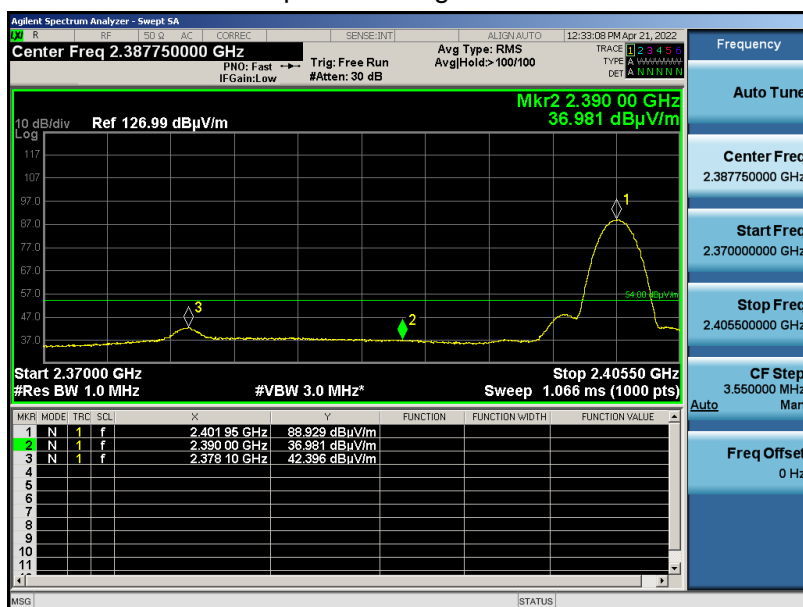 Agilent Spectrum Analyzer - Swept SA
LXI R RF 50 Ω AC CORREC SENSE:INT ALIGN AUTO 12:33:08 PM Apr 21, 2022
Center Freq 2.387750000 GHz
PNO: Fast
IFGain:Low
Trig: Free Run
#Atten: 30 dB
Avg Type: RMS
Avg|Hold:>100/100
TRACE 1 2 3 4 5 6
TYPE A WWWWW
DET A N N N N N
Mkr2 2.390 00 GHz
36.981 dBµV/m
10 dB/div Ref 126.99 dBµV/m
Log
117
107
97.0
87.0
77.0
67.0
57.0
47.0
37.0
1
2
3
54.00 dBµV/m
Start 2.37000 GHz Stop 2.40550 GHz
#Res BW 1.0 MHz #VBW 3.0 MHz* Sweep 1.066 ms (1000 pts)
MKR MODE TRC SCL X Y FUNCTION FUNCTION WIDTH FUNCTION VALUE
1 N 1 f 2.401 95 GHz 88.929 dBµV/m
2 N 1 f 2.390 00 GHz 36.981 dBµV/m
3 N 1 f 2.378 10 GHz 42.396 dBµV/m
4
5
6
7
8
9
10
11
MSG STATUS
Frequency
Auto Tune
Center Freq
2.387750000 GHz
Start Freq
2.370000000 GHz
Stop Freq
2.405500000 GHz
CF Step
3.550000 MHz
Auto Man
Freq Offset
0 Hz